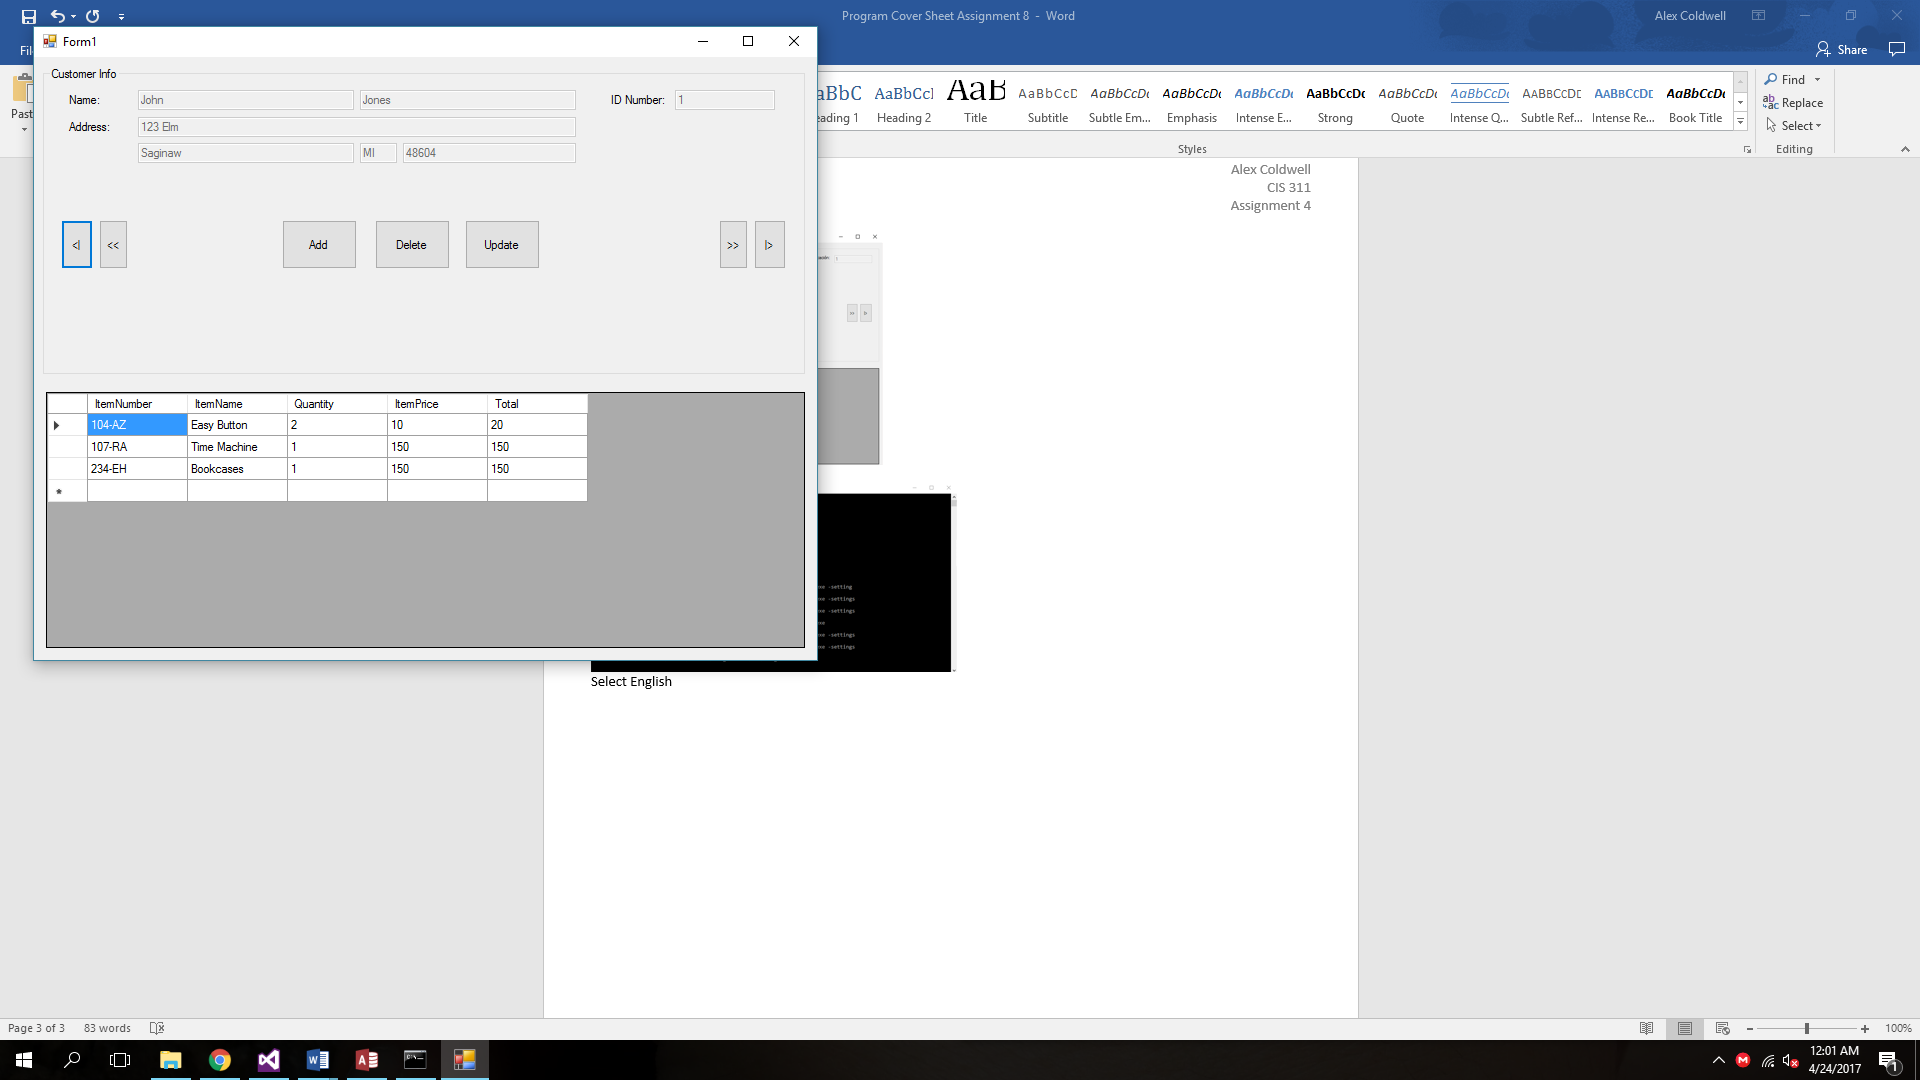 Program Cover Sheet Assignment 8 - Word
Alex Coldwell
Share
Form1
Customer Info
Name: John Jones ID Number: 1
Address: 123 Elm
Saginaw MI 48604
<| << Add Delete Update >> |>
ItemNumber ItemName Quantity ItemPrice Total
104-AZ Easy Button 2 10 20
107-RA Time Machine 1 150 150
234-EH Bookcases 1 150 150
*
AaBbCcI AaB AaBbCcD AaBbCcDc AaBbCcDc AaBbCcDc AaBbCcDc AaBbCcDc AaBbCcDc AABBCCDE AABBCCDE AaBbCcDc
Heading 2 Title Subtitle Subtle Em... Emphasis Intense E... Strong Quote Intense Q... Subtle Ref... Intense Re... Book Title
Styles
Find
Replace
Select
Editing
Alex Coldwell
CIS 311
Assignment 4
-setting
-settings
-settings
-settings
-settings
Select English
Page 3 of 3 83 words
100%
12:01 AM
4/24/2017
1